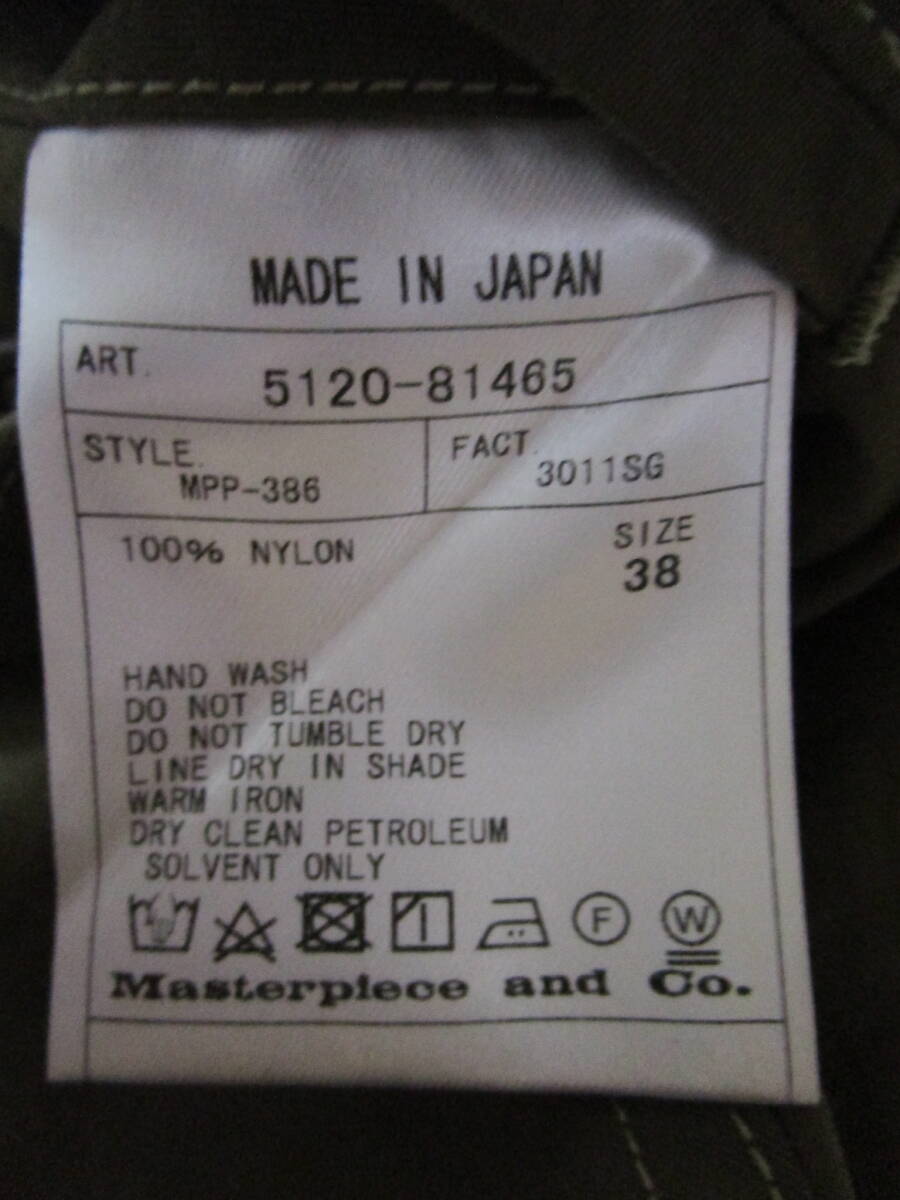 MADE IN JAPAN
ART. 5120-81465
STYLE. MPP-386
FACT. 3011SG
100% NYLON
SIZE
38
HAND WASH
DO NOT BLEACH
DO NOT TUMBLE DRY
LINE DRY IN SHADE
WARM IRON
DRY CLEAN PETROLEUM
SOLVENT ONLY
F W
Masterpiece and Co.